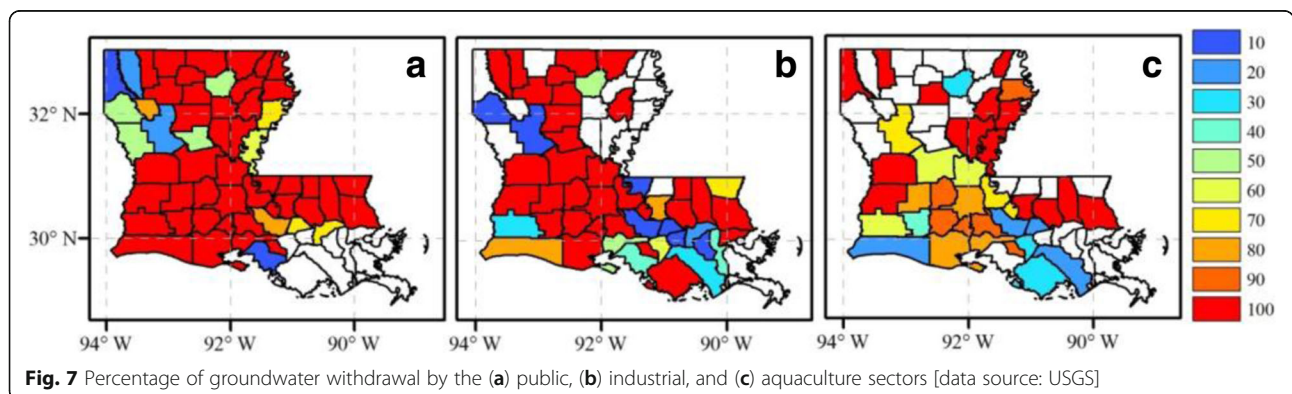 a
b
c
32° N
30° N
94° W
92° W
90° W
94° W
92° W
90° W
94° W
92° W
90° W
10
20
30
40
50
60
70
80
90
100
Fig. 7 Percentage of groundwater withdrawal by the (a) public, (b) industrial, and (c) aquaculture sectors [data source: USGS]